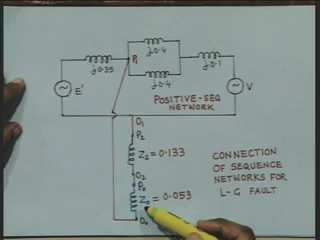 j0.4
P₁
j0.35
j0.4
j0.1
E'
V
POSITIVE-SEQ
NETWORK
O₁
P₂
Z₂ = 0.133
O₂
P₀
Z₀ = 0.053
O₀
CONNECTION
OF SEQUENCE
NETWORKS FOR
L-G FAULT